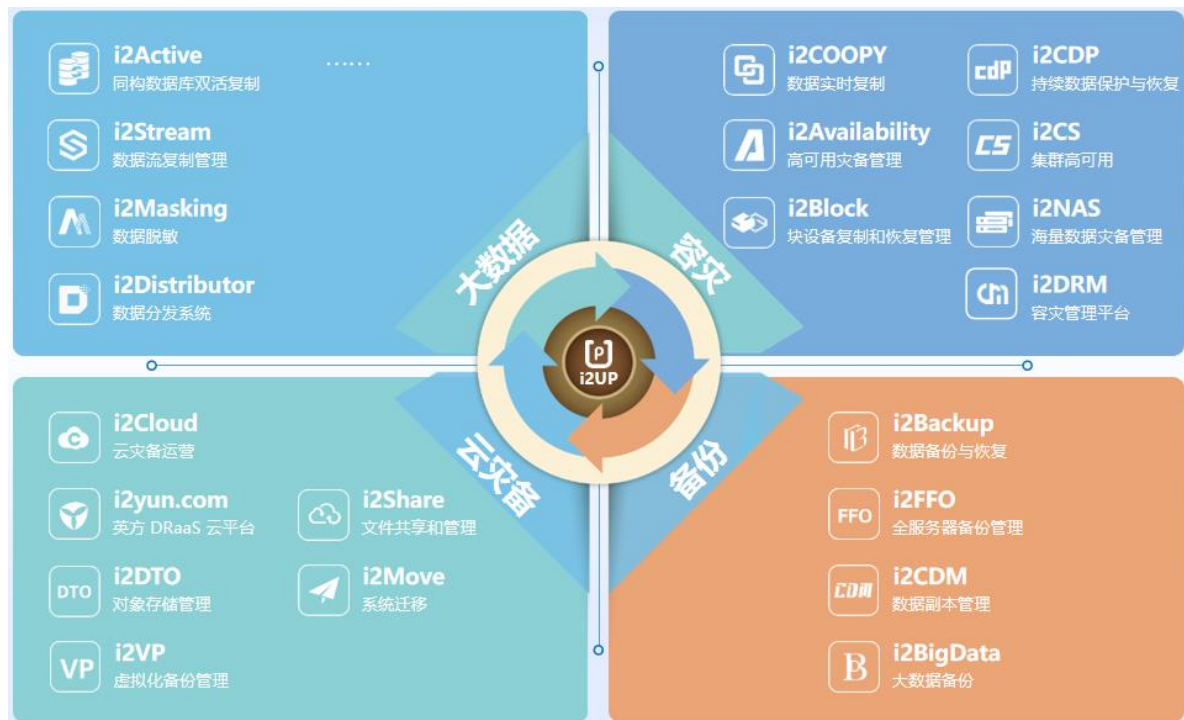 i2Active
同构数据库双活复制
……
i2Stream
数据流复制管理
i2Masking
数据脱敏
i2Distributor
数据分发系统
大数据
i2COOPY
数据实时复制
cdP
i2CDP
持续数据保护与恢复
i2Availability
高可用灾备管理
CS
i2CS
集群高可用
i2Block
块设备复制和恢复管理
i2NAS
海量数据灾备管理
i2DRM
容灾管理平台
容灾
i2UP
i2Cloud
云灾备运营
i2yun.com
英方 DRaaS 云平台
i2Share
文件共享和管理
DTO
i2DTO
对象存储管理
i2Move
系统迁移
VP
i2VP
虚拟化备份管理
云灾备
备份
i2Backup
数据备份与恢复
FFO
i2FFO
全服务器备份管理
CDM
i2CDM
数据副本管理
B
i2BigData
大数据备份